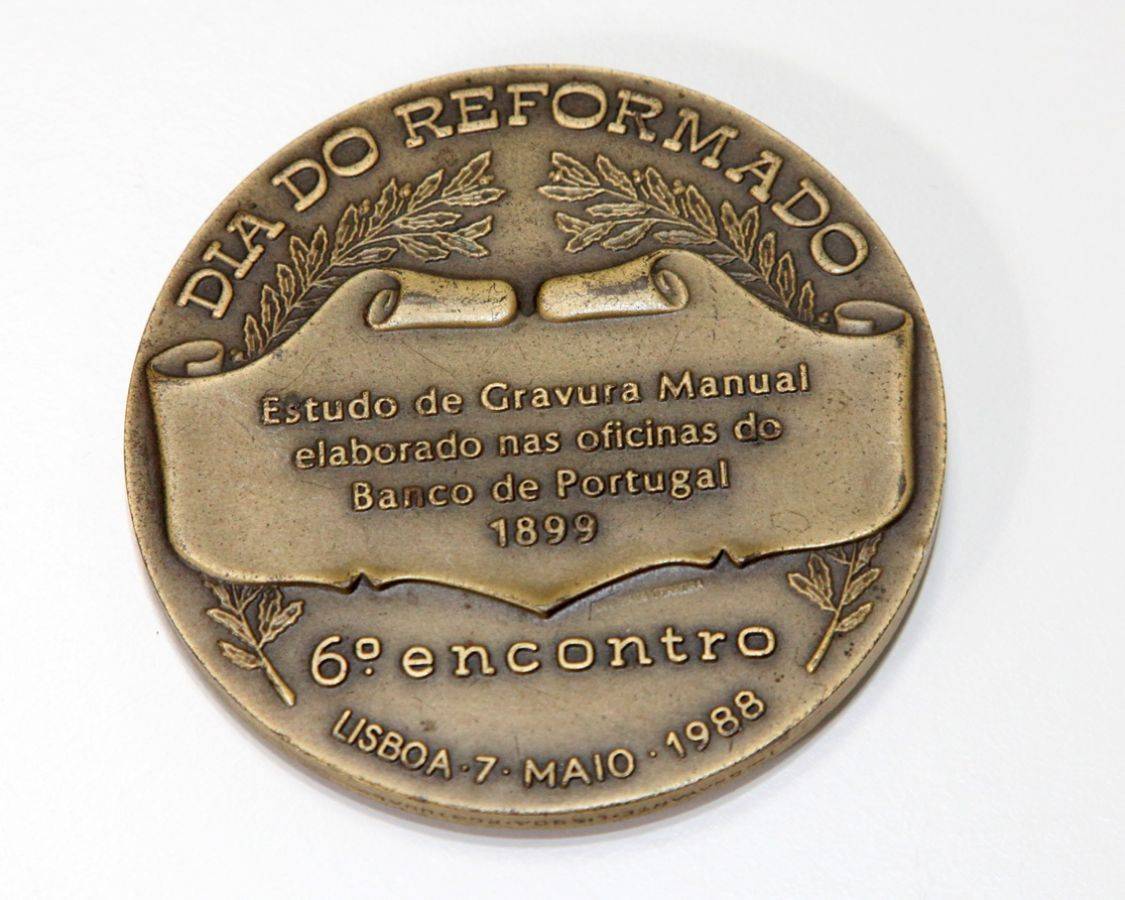 DIA DO REFORMADO
Estudo de Gravura Manual
elaborado nas oficinas do
Banco de Portugal
1899
6º encontro
LISBOA · 7 · MAIO · 1988